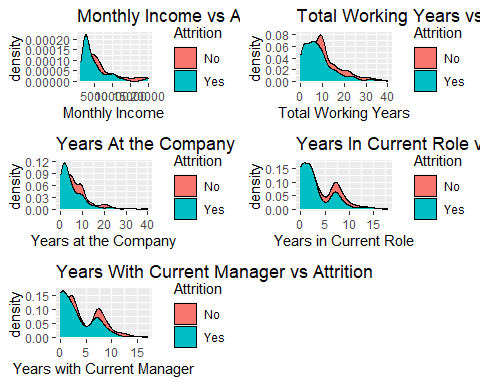 Monthly Income vs A
density
0.00020
0.00015
0.00010
0.00005
0.00000
Monthly Income
Attrition
No
Yes
Total Working Years vs
density
0.08
0.06
0.04
0.02
0.00
0 10 20 30 40
Total Working Years
Attrition
No
Yes
Years At the Company
density
0.12
0.09
0.06
0.03
0.00
0 10 20 30 40
Years at the Company
Attrition
No
Yes
Years In Current Role v
density
0.15
0.10
0.05
0.00
0 5 10 15
Years in Current Role
Attrition
No
Yes
Years With Current Manager vs Attrition
density
0.15
0.10
0.05
0.00
0 5 10 15
Years with Current Manager
Attrition
No
Yes